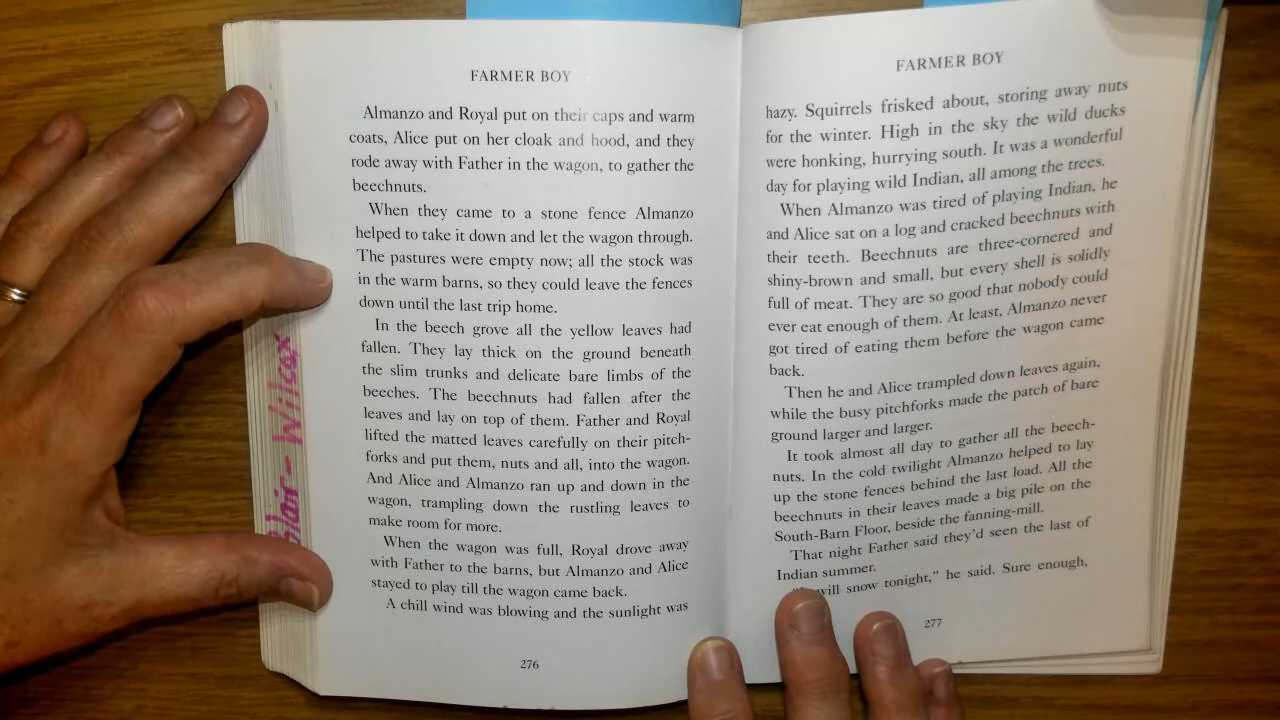 FARMER BOY
Almanzo and Royal put on their caps and warm
coats, Alice put on her cloak and hood, and they
rode away with Father in the wagon, to gather the
beechnuts.
When they came to a stone fence Almanzo
helped to take it down and let the wagon through.
The pastures were empty now; all the stock was
in the warm barns, so they could leave the fences
down until the last trip home.
In the beech grove all the yellow leaves had
fallen. They lay thick on the ground beneath
the slim trunks and delicate bare limbs of the
beeches. The beechnuts had fallen after the
leaves and lay on top of them. Father and Royal
lifted the matted leaves carefully on their pitch-
forks and put them, nuts and all, into the wagon.
And Alice and Almanzo ran up and down in the
wagon, trampling down the rustling leaves to
make room for more.
When the wagon was full, Royal drove away
with Father to the barns, but Almanzo and Alice
stayed to play till the wagon came back.
A chill wind was blowing and the sunlight was
276
FARMER BOY
hazy. Squirrels frisked about, storing away nuts
for the winter. High in the sky the wild ducks
were honking, hurrying south. It was a wonderful
day for playing wild Indian, all among the trees.
When Almanzo was tired of playing Indian, he
and Alice sat on a log and cracked beechnuts with
their teeth. Beechnuts are three-cornered and
shiny-brown and small, but every shell is solidly
full of meat. They are so good that nobody could
ever eat enough of them. At least, Almanzo never
got tired of eating them before the wagon came
back.
Then he and Alice trampled down leaves again,
while the busy pitchforks made the patch of bare
ground larger and larger.
It took almost all day to gather all the beech-
nuts. In the cold twilight Almanzo helped to lay
up the stone fences behind the last load. All the
beechnuts in their leaves made a big pile on the
South-Barn Floor, beside the fanning-mill.
That night Father said they'd seen the last of
Indian summer.
will snow tonight," he said. Sure enough,
277
Blair - Wilcox